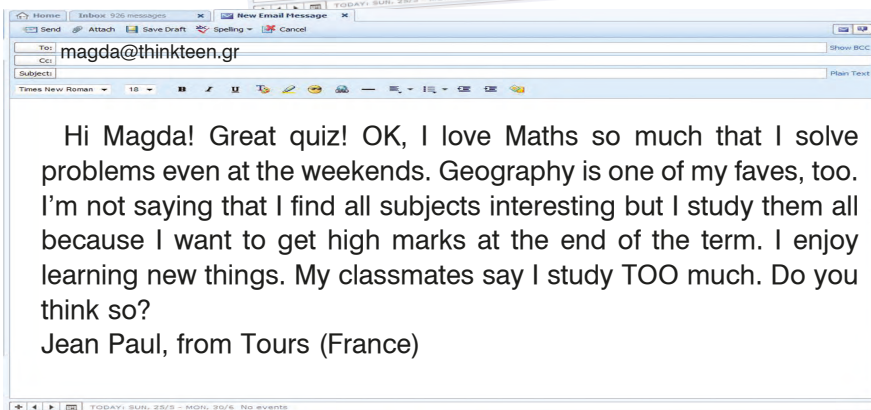 TODAY: SUN, 25/5
Home Inbox 926 messages x New Email Message x
Send Attach Save Draft Spelling Cancel
To: magda@thinkteen.gr Show BCC
Cc:
Subject: Plain Text
Times New Roman 18 B I U T
Hi Magda! Great quiz! OK, I love Maths so much that I solve
problems even at the weekends. Geography is one of my faves, too.
I'm not saying that I find all subjects interesting but I study them all
because I want to get high marks at the end of the term. I enjoy
learning new things. My classmates say I study TOO much. Do you
think so?
Jean Paul, from Tours (France)
TODAY: SUN, 25/5 - MON, 30/6 No events